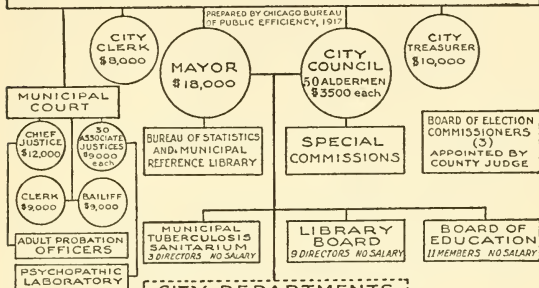 PREPARED BY CHICAGO BUREAU
OF PUBLIC EFFICIENCY, 1917
CITY
CLERK
$8,000
MAYOR
$18,000
CITY
COUNCIL
50 ALDERMEN
$3500 each
CITY
TREASURER
$10,000
MUNICIPAL
COURT
CHIEF
JUSTICE
$12,000
30
ASSOCIATE
JUSTICES
$9000
each
CLERK
$9,000
BAILIFF
$9,000
ADULT PROBATION
OFFICERS
PSYCHOPATHIC
LABORATORY
BUREAU OF STATISTICS
AND MUNICIPAL
REFERENCE LIBRARY
SPECIAL
COMMISSIONS
BOARD OF ELECTION
COMMISSIONERS
(3)
APPOINTED BY
COUNTY JUDGE
MUNICIPAL
TUBERCULOSIS
SANITARIUM
3 DIRECTORS NO SALARY
LIBRARY
BOARD
9 DIRECTORS NO SALARY
BOARD OF
EDUCATION
11 MEMBERS NO SALARY
CITY DEPARTMENTS